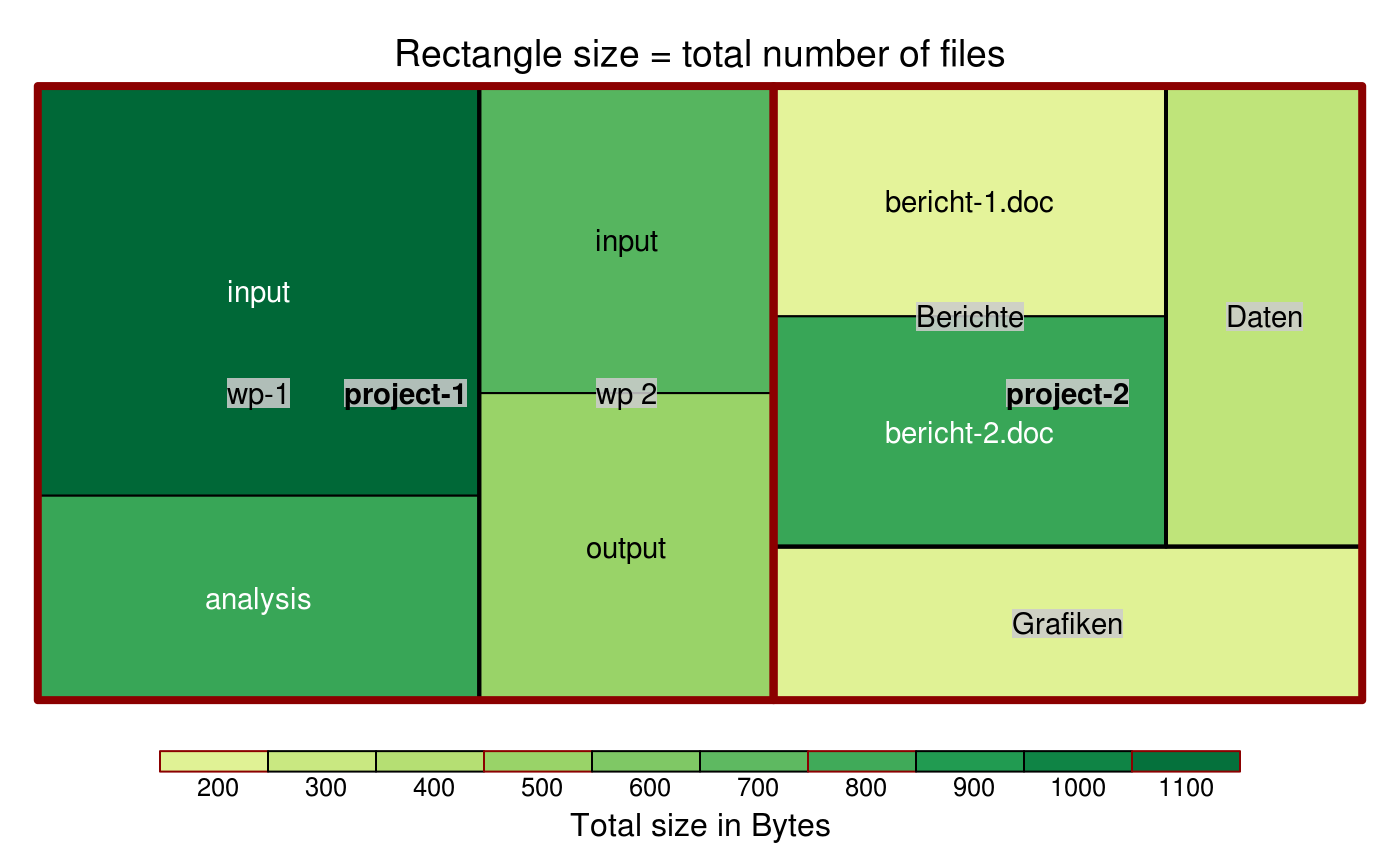 Rectangle size = total number of files
bericht-1.doc
input
input
Berichte
Daten
wp-1
project-1
wp 2
project-2
bericht-2.doc
output
analysis
Grafiken
200 300 400 500 600 700 800 900 1000 1100
Total size in Bytes